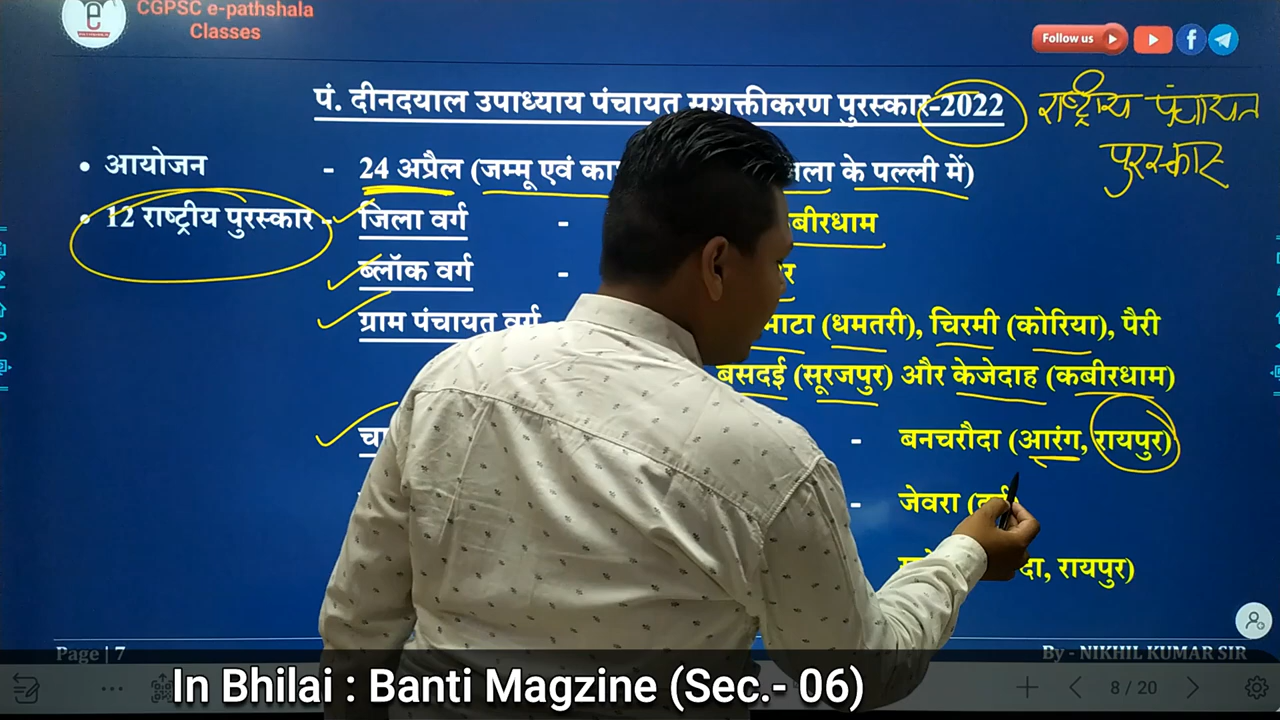 CGPSC e-pathshala
Classes
Follow us
पं. दीनदयाल उपाध्याय पंचायत सशक्तीकरण पुरस्कार-2022
राष्ट्रीय पंचायत
पुरस्कार
• आयोजन - 24 अप्रैल (जम्मू एवं के पल्ली में)
• 12 राष्ट्रीय पुरस्कार - जिला वर्ग -
ब्लॉक वर्ग -
ग्राम पंचायत वर्ग (धमतरी), चिरमी (कोरिया), पैरी
बसदई (सूरजपुर) और केजेदाह (कबीरधाम)
- बनचरौदा (आरंग, रायपुर)
- जेवरा
रायपुर)
Page | 7
By - NIKHIL KUMAR SIR
In Bhilai : Banti Magzine (Sec.- 06)
8 / 20